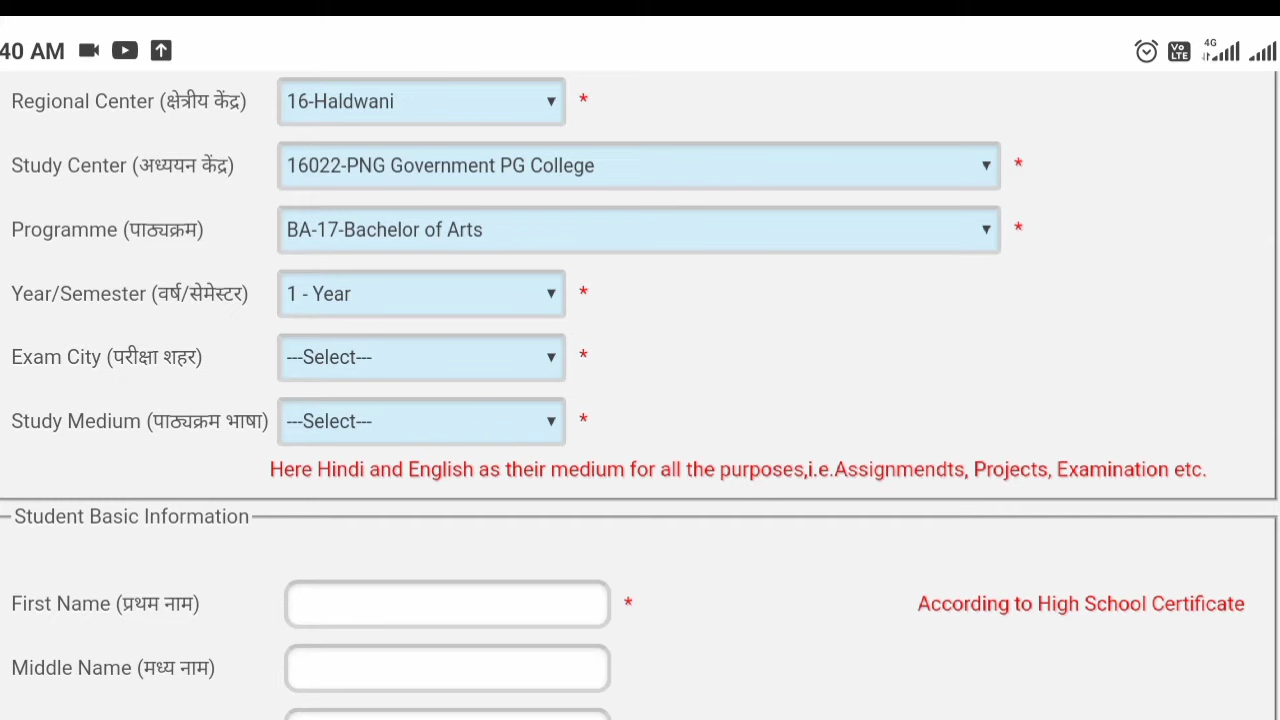 40 AM
Vo LTE 4G
Regional Center (क्षेत्रीय केंद्र) 16-Haldwani *
Study Center (अध्ययन केंद्र) 16022-PNG Government PG College *
Programme (पाठ्यक्रम) BA-17-Bachelor of Arts *
Year/Semester (वर्ष/सेमेस्टर) 1 - Year *
Exam City (परीक्षा शहर) ---Select--- *
Study Medium (पाठ्यक्रम भाषा) ---Select--- *
Here Hindi and English as their medium for all the purposes,i.e.Assignmendts, Projects, Examination etc.
Student Basic Information
First Name (प्रथम नाम) * According to High School Certificate
Middle Name (मध्य नाम)